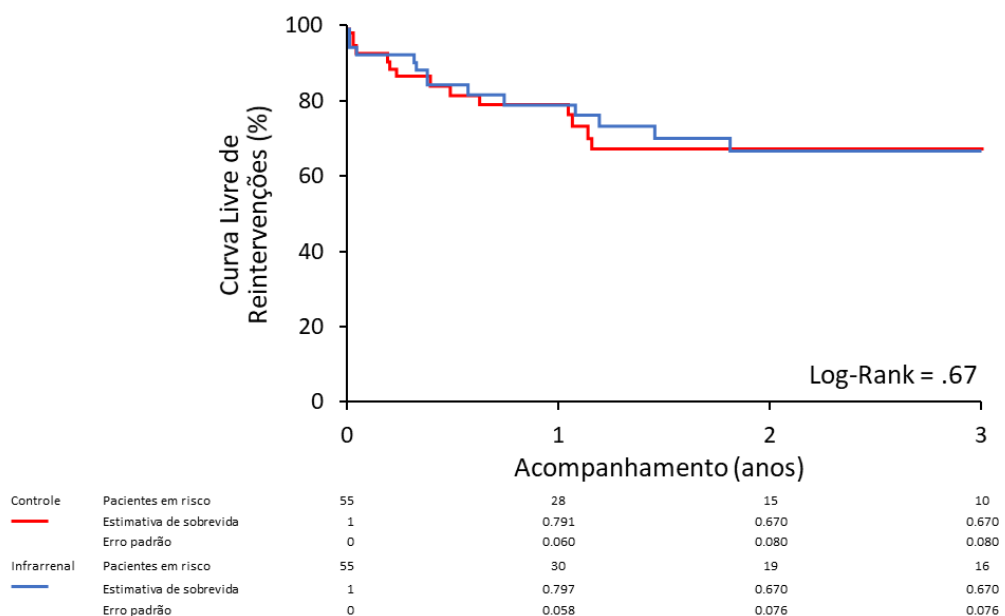 100
80
60
40
20
0
Curva Livre de
Reintervenções (%)
Log-Rank = .67
0 1 2 3
Acompanhamento (anos)
Controle Pacientes em risco 55 28 15 10
Estimativa de sobrevida 1 0.791 0.670 0.670
Erro padrão 0 0.060 0.080 0.080
Infrarrenal Pacientes em risco 55 30 19 16
Estimativa de sobrevida 1 0.797 0.670 0.670
Erro padrão 0 0.058 0.076 0.076